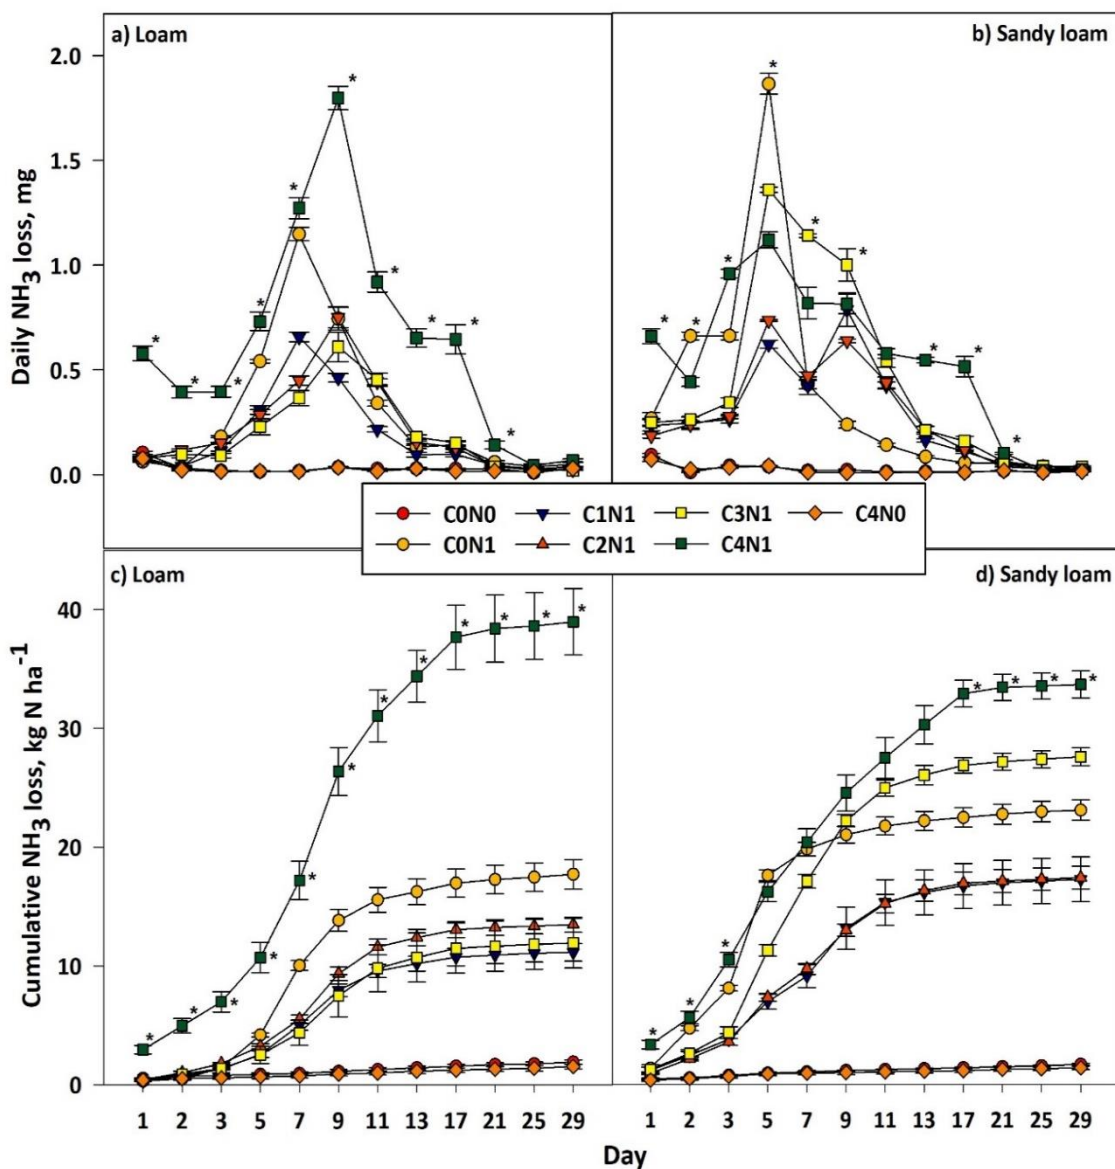 a) Loam
b) Sandy loam
2.0
1.5
1.0
0.5
0.0
Daily NH3 loss, mg
C0N0 C1N1 C3N1 C4N0
C0N1 C2N1 C4N1
c) Loam
d) Sandy loam
40
30
20
10
0
Cumulative NH3 loss, kg N ha-1
1 2 3 5 7 9 11 13 17 21 25 29
1 2 3 5 7 9 11 13 17 21 25 29
Day